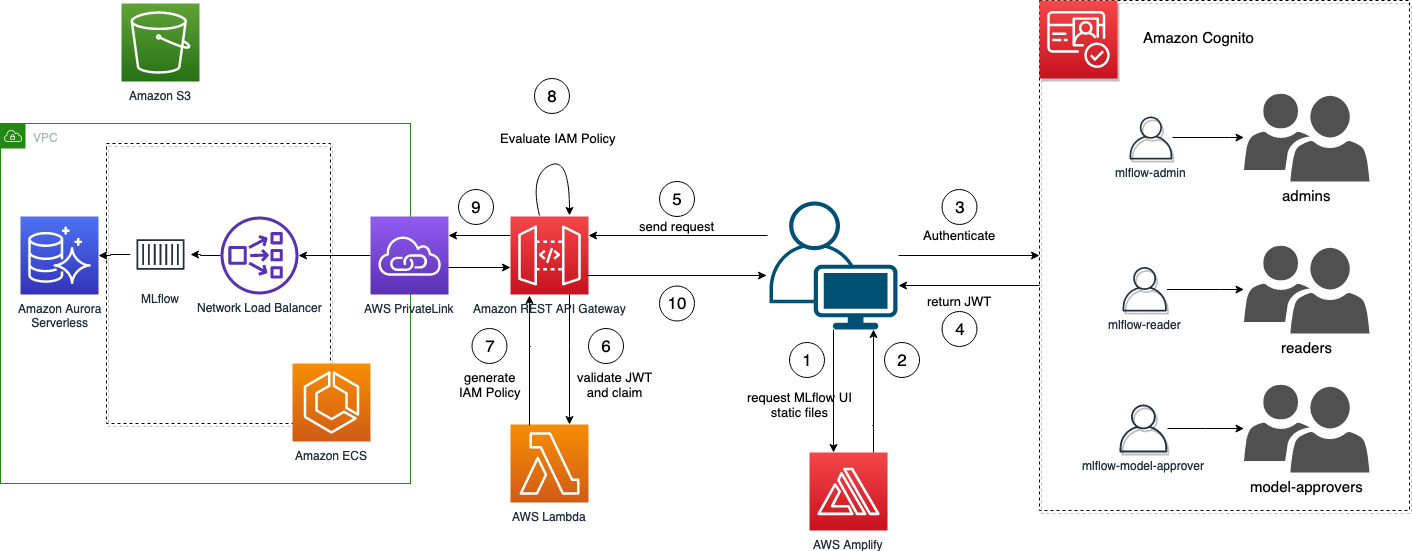 Amazon S3
VPC
8
Evaluate IAM Policy
9
5
send request
3
Authenticate
Amazon Cognito
mlflow-admin
admins
Amazon Aurora
Serverless
MLflow
Network Load Balancer
AWS PrivateLink
Amazon REST API Gateway
</>
10
return JWT
4
mlflow-reader
readers
7
generate
IAM Policy
6
validate JWT
and claim
1
2
request MLflow UI
static files
Amazon ECS
AWS Lambda
AWS Amplify
mlflow-model-approver
model-approvers